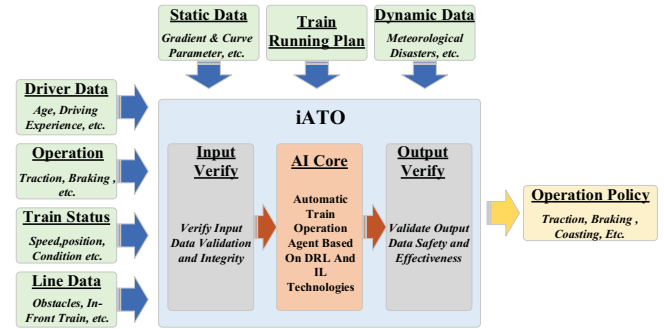 Static Data
Gradient & Curve
Parameter, etc.
Train
Running Plan
Dynamic Data
Meteorological
Disasters, etc.
Driver Data
Age, Driving
Experience, etc.
Operation
Traction, Braking ,
etc.
Train Status
Speed,position,
Condition etc.
Line Data
Obstacles, In-
Front Train, etc.
iATO
Input
Verify
Verify Input
Data Validation
and Integrity
AI Core
Automatic
Train
Operation
Agent Based
On DRL And
IL
Technologies
Output
Verify
Validate Output
Data Safety and
Effectiveness
Operation Policy
Traction, Braking ,
Coasting, Etc.